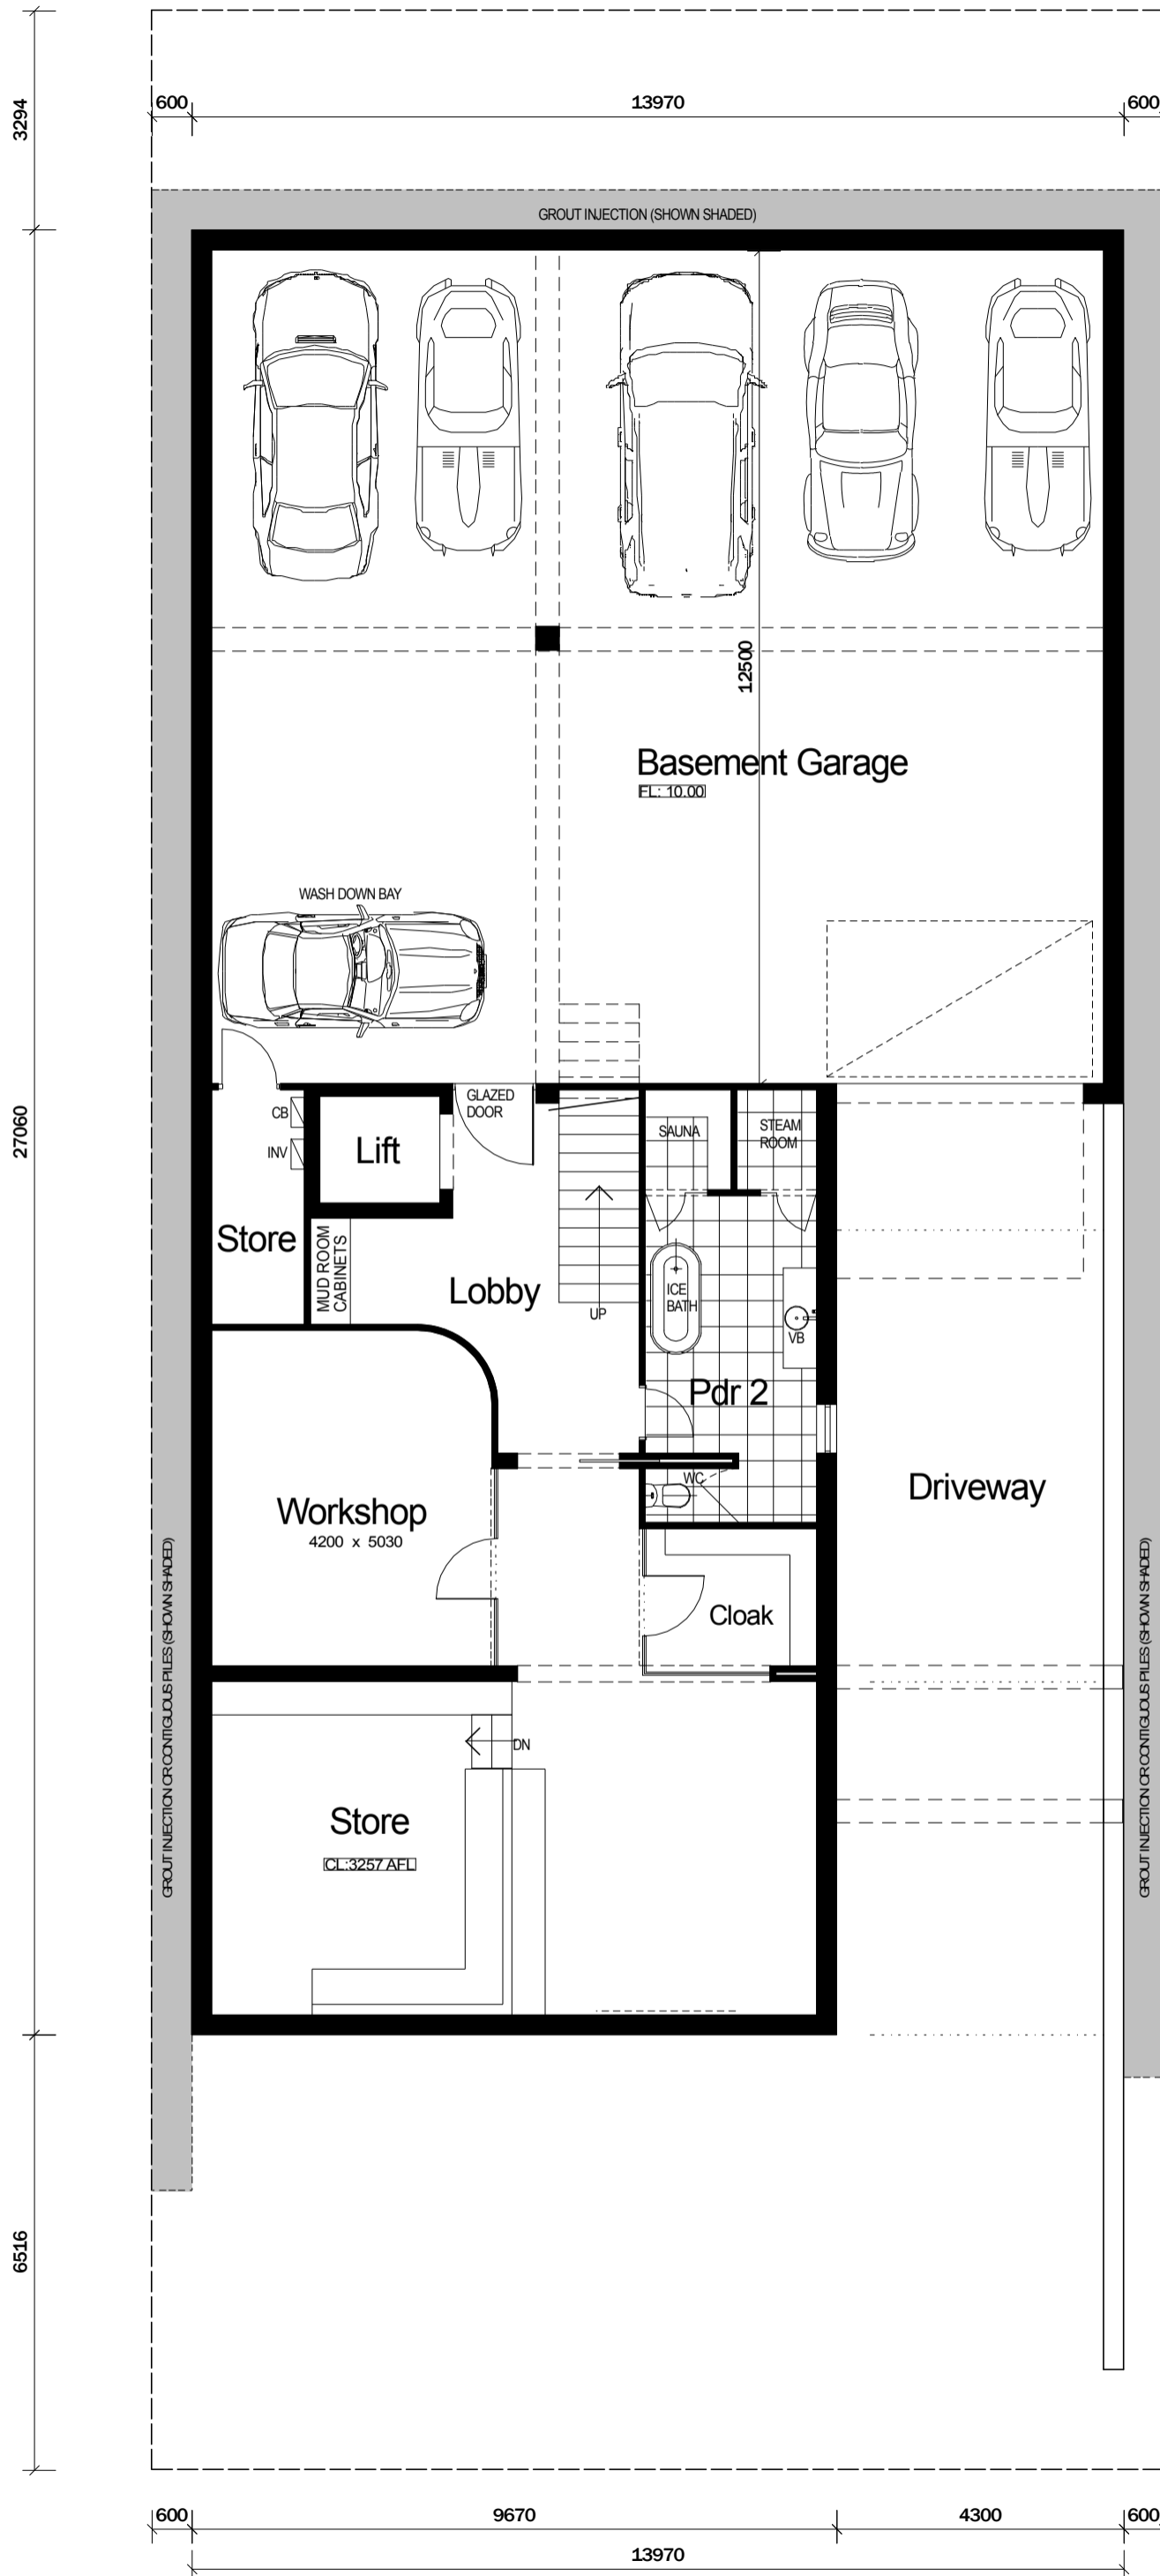 600
13970
600
3294
GROUT INJECTION (SHOWN SHADED)
12500
Basement Garage
FL: 10.00
WASH DOWN BAY
27060
CB
INV
Lift
GLAZED
DOOR
SAUNA
STEAM
ROOM
Store
MUD ROOM
CABINETS
Lobby
UP
ICE
BATH
VB
Pdr 2
WC
Driveway
Workshop
4200 x 5030
Cloak
GROUT INJECTION OR CONTIGUOUS PILES (SHOWN SHADED)
GROUT INJECTION OR CONTIGUOUS PILES (SHOWN SHADED)
DN
Store
CL:3257 AFL
6516
600
9670
4300
600
13970